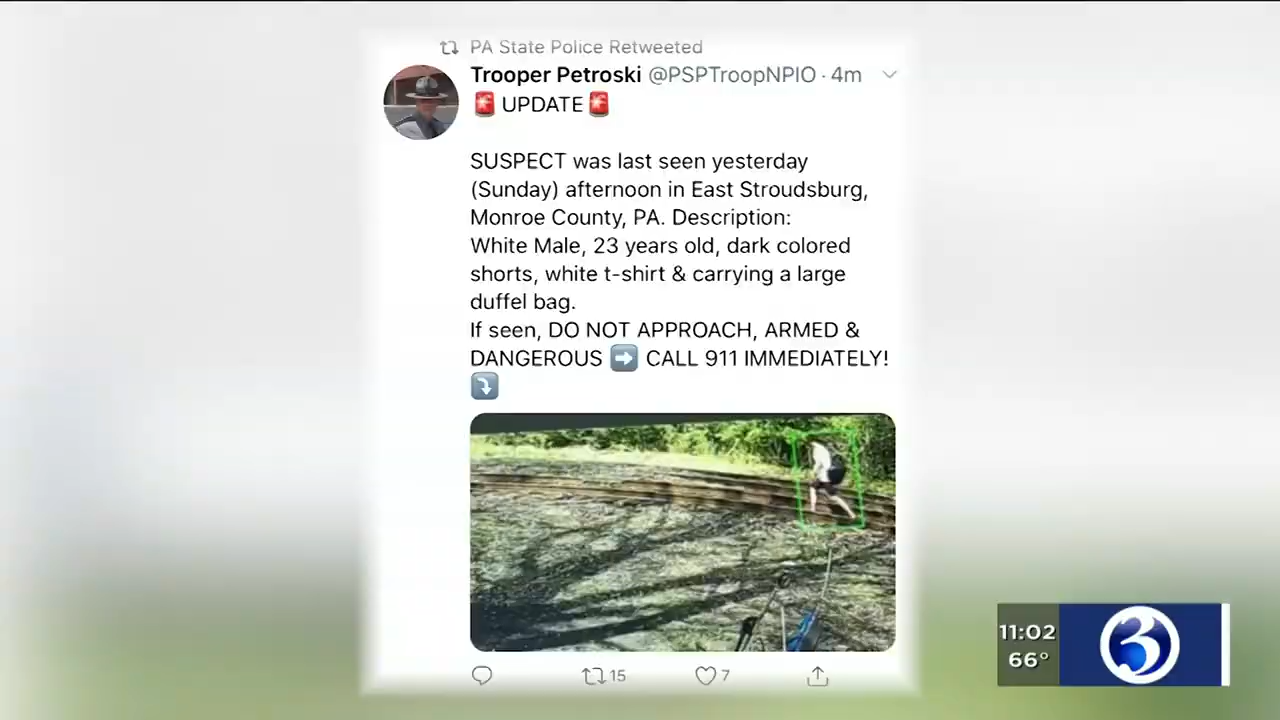 PA State Police Retweeted
Trooper Petroski @PSPTroopNPIO · 4m
🚨 UPDATE 🚨
SUSPECT was last seen yesterday
(Sunday) afternoon in East Stroudsburg,
Monroe County, PA. Description:
White Male, 23 years old, dark colored
shorts, white t-shirt & carrying a large
duffel bag.
If seen, DO NOT APPROACH, ARMED &
DANGEROUS ➡️ CALL 911 IMMEDIATELY!
⤵️
15
7
11:02
66°
3